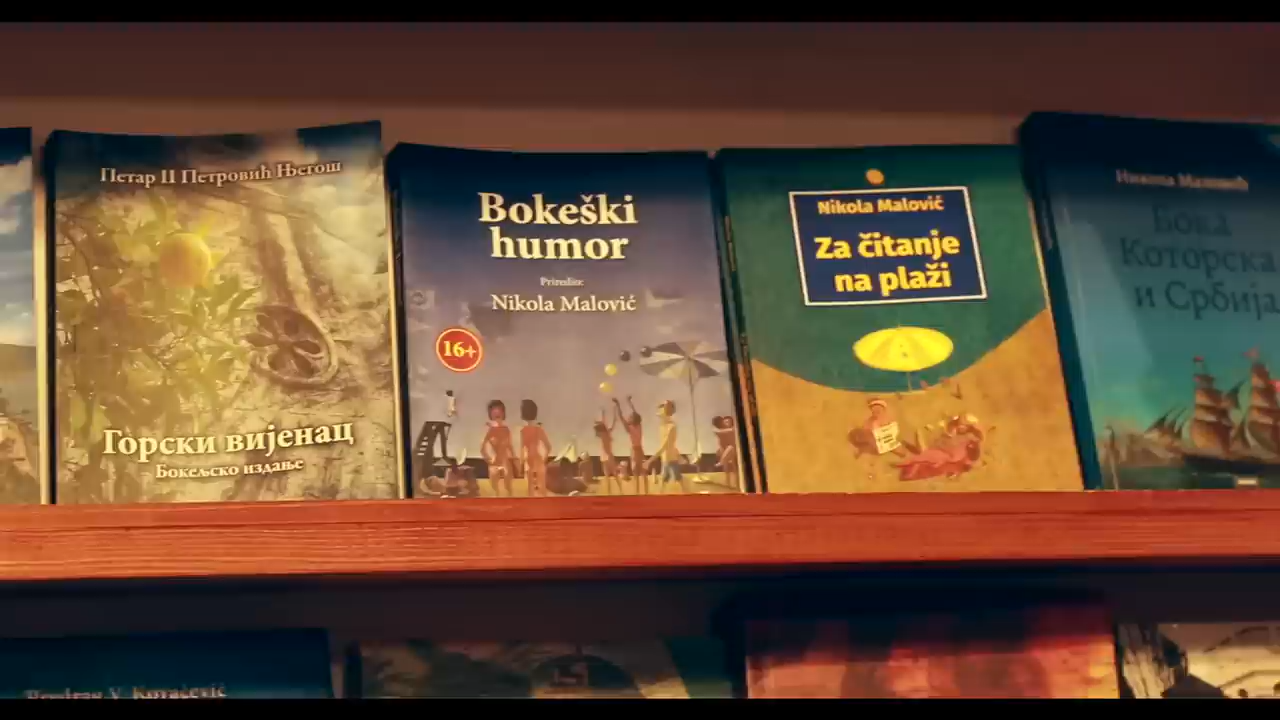 Петар II Петровић Његош
Горски вијенац
Бокељско издање
Bokeški
humor
Priredio:
Nikola Malović
16+
Nikola Malović
Za čitanje
na plaži
Никола Маловић
Бока
Которска
и Србија